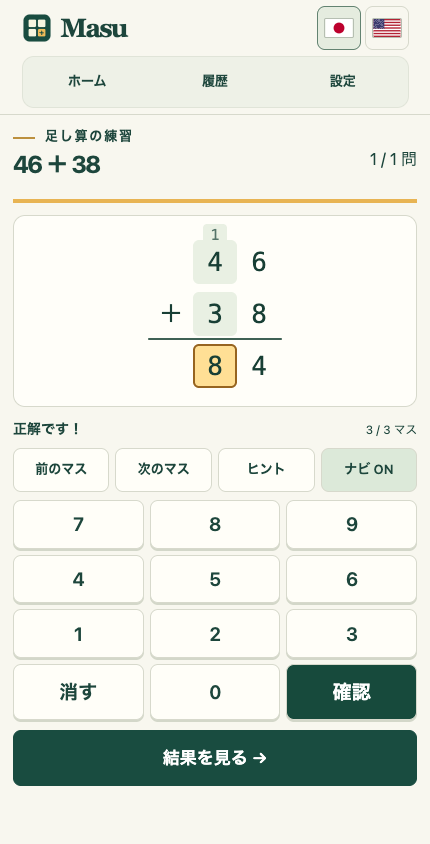 Masu
ホーム 履歴 設定
足し算の練習
46 + 38
1 / 1 問
1
4 6
+ 3 8
8 4
正解です！
3 / 3 マス
前のマス 次のマス ヒント ナビ ON
7 8 9
4 5 6
1 2 3
消す 0 確認
結果を見る →